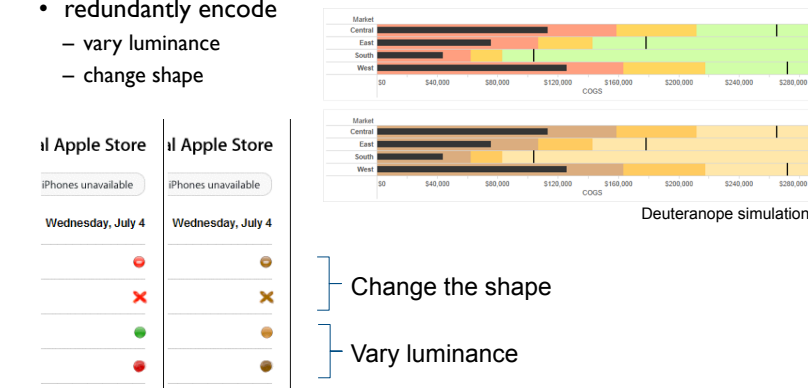 • redundantly encode
– vary luminance
– change shape
Market
Central
East
South
West
$0 $40,000 $80,000 $120,000 $160,000 $200,000 $240,000 $280,000
COGS
Market
Central
East
South
West
$0 $40,000 $80,000 $120,000 $160,000 $200,000 $240,000 $280,000
COGS
Deuteranope simulation
al Apple Store al Apple Store
iPhones unavailable iPhones unavailable
Wednesday, July 4 Wednesday, July 4
Change the shape
Vary luminance